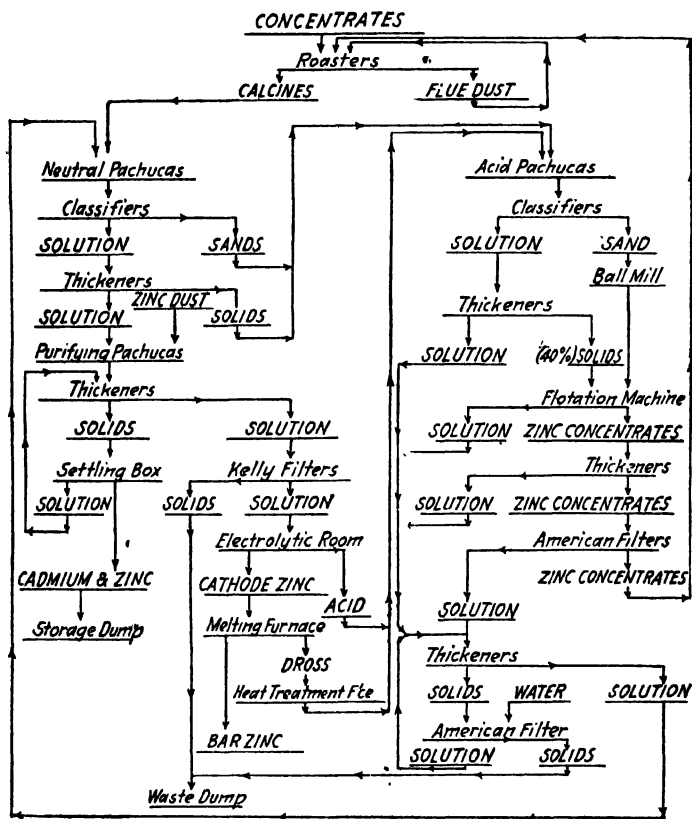 CONCENTRATES
Roasters
CALCINES FLUE DUST
Neutral Pachucas Acid Pachucas
Classifiers Classifiers
SOLUTION SANDS SOLUTION SAND
Thickeners Ball Mill
ZINC DUST
SOLUTION SOLIDS Thickeners
Purifying Pachucas SOLUTION (40%) SOLIDS
Thickeners Flotation Machine
SOLIDS SOLUTION SOLUTION ZINC CONCENTRATES
Settling Box Kelly Filters Thickeners
SOLUTION SOLIDS SOLUTION SOLUTION ZINC CONCENTRATES
Electrolytic Room American Filters
CADMIUM & ZINC CATHODE ZINC ZINC CONCENTRATES
ACID SOLUTION
Storage Dump Melting Furnace
Thickeners
DROSS
Heat Treatment Fce SOLIDS WATER SOLUTION
American Filter
BAR ZINC SOLUTION SOLIDS
Waste Dump